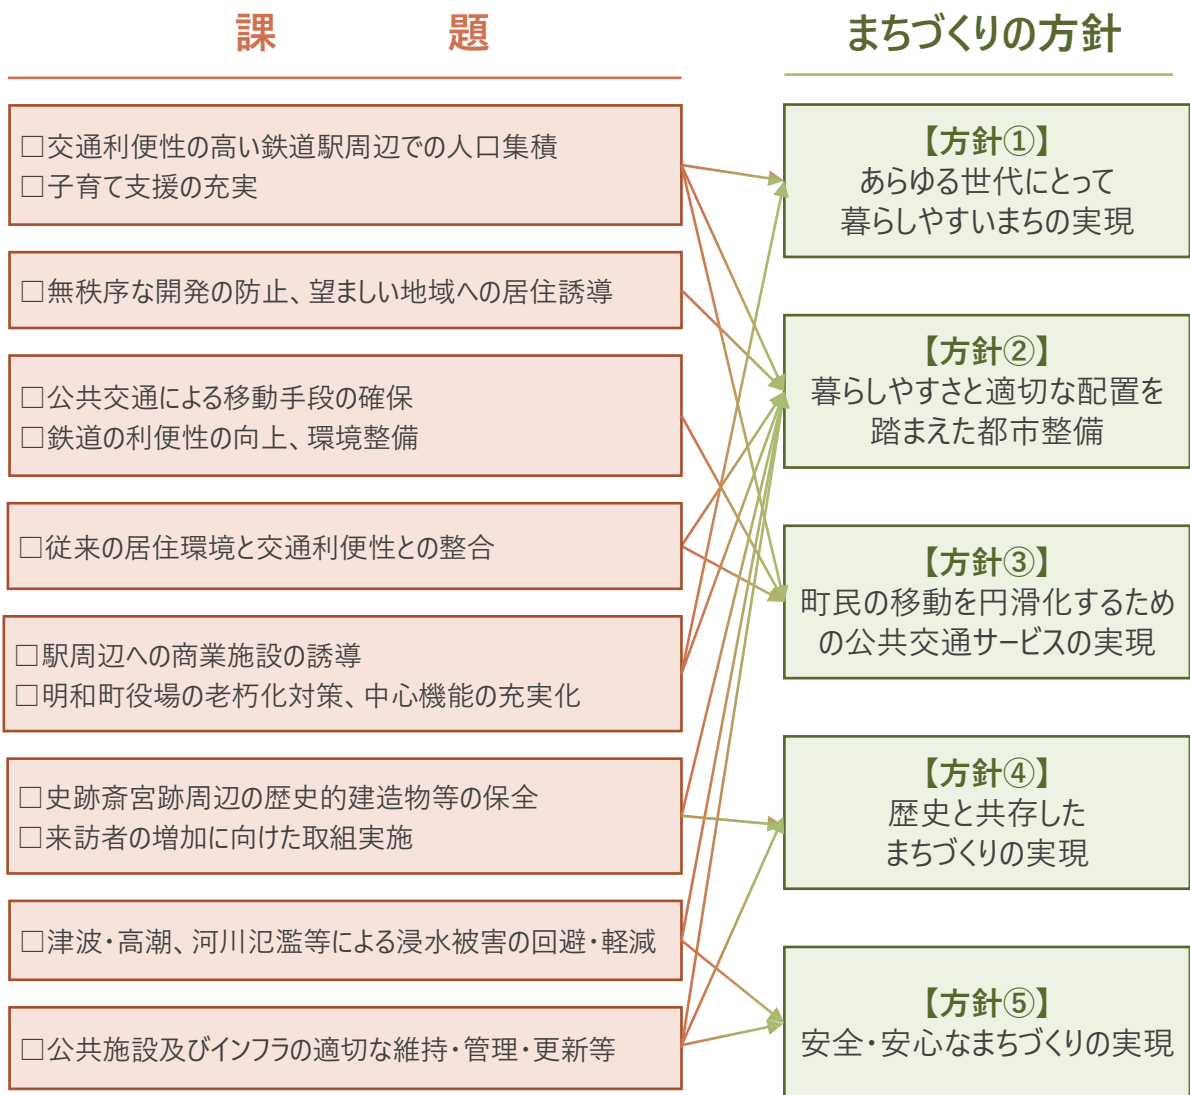 課　題
□交通利便性の高い鉄道駅周辺での人口集積
□子育て支援の充実
□無秩序な開発の防止、望ましい地域への居住誘導
□公共交通による移動手段の確保
□鉄道の利便性の向上、環境整備
□従来の居住環境と交通利便性との整合
□駅周辺への商業施設の誘導
□明和町役場の老朽化対策、中心機能の充実化
□史跡斎宮跡周辺の歴史的建造物等の保全
□来訪者の増加に向けた取組実施
□津波・高潮、河川氾濫等による浸水被害の回避・軽減
□公共施設及びインフラの適切な維持・管理・更新等
まちづくりの方針
【方針①】
あらゆる世代にとって
暮らしやすいまちの実現
【方針②】
暮らしやすさと適切な配置を
踏まえた都市整備
【方針③】
町民の移動を円滑化するため
の公共交通サービスの実現
【方針④】
歴史と共存した
まちづくりの実現
【方針⑤】
安全・安心なまちづくりの実現